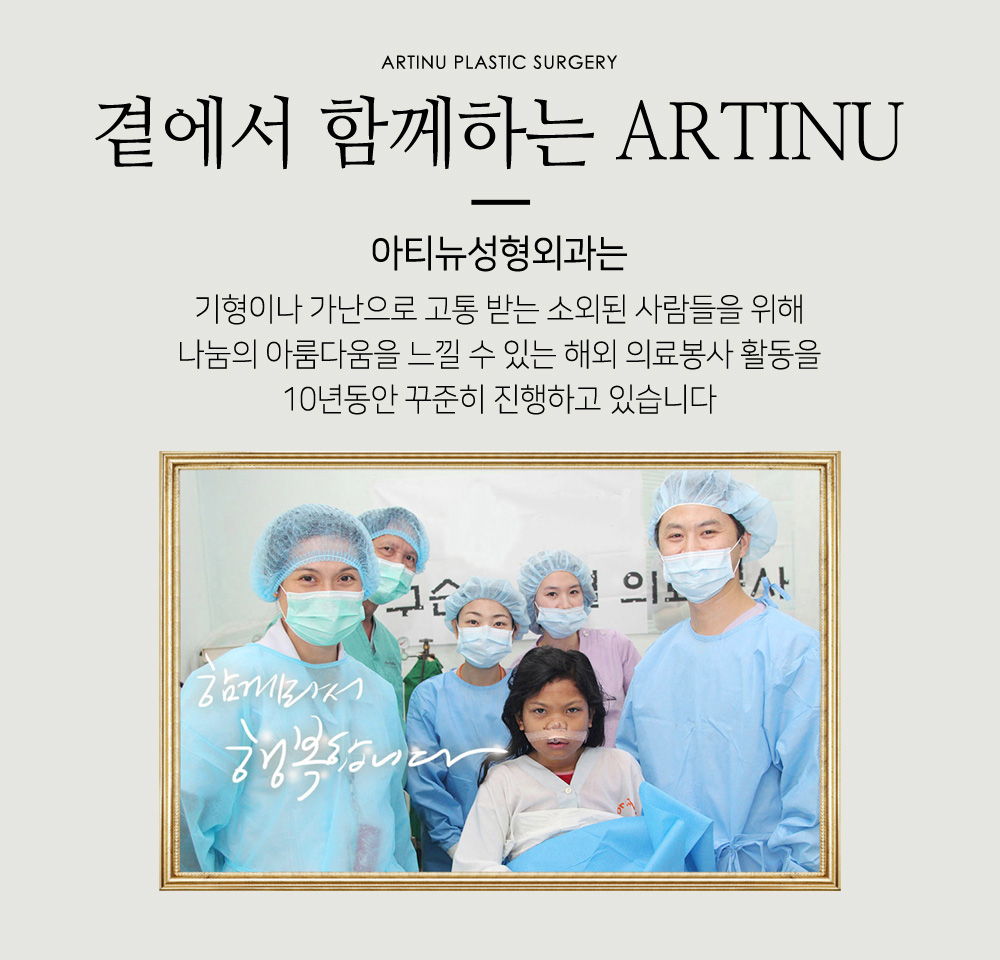 ARTINU PLASTIC SURGERY
곁에서 함께하는 ARTINU
아티뉴성형외과는
기형이나 가난으로 고통 받는 소외된 사람들을 위해
나눔의 아룸다움을 느낄 수 있는 해외 의료봉사 활동을
10년동안 꾸준히 진행하고 있습니다
구순 의료
함께라서
행복합니다